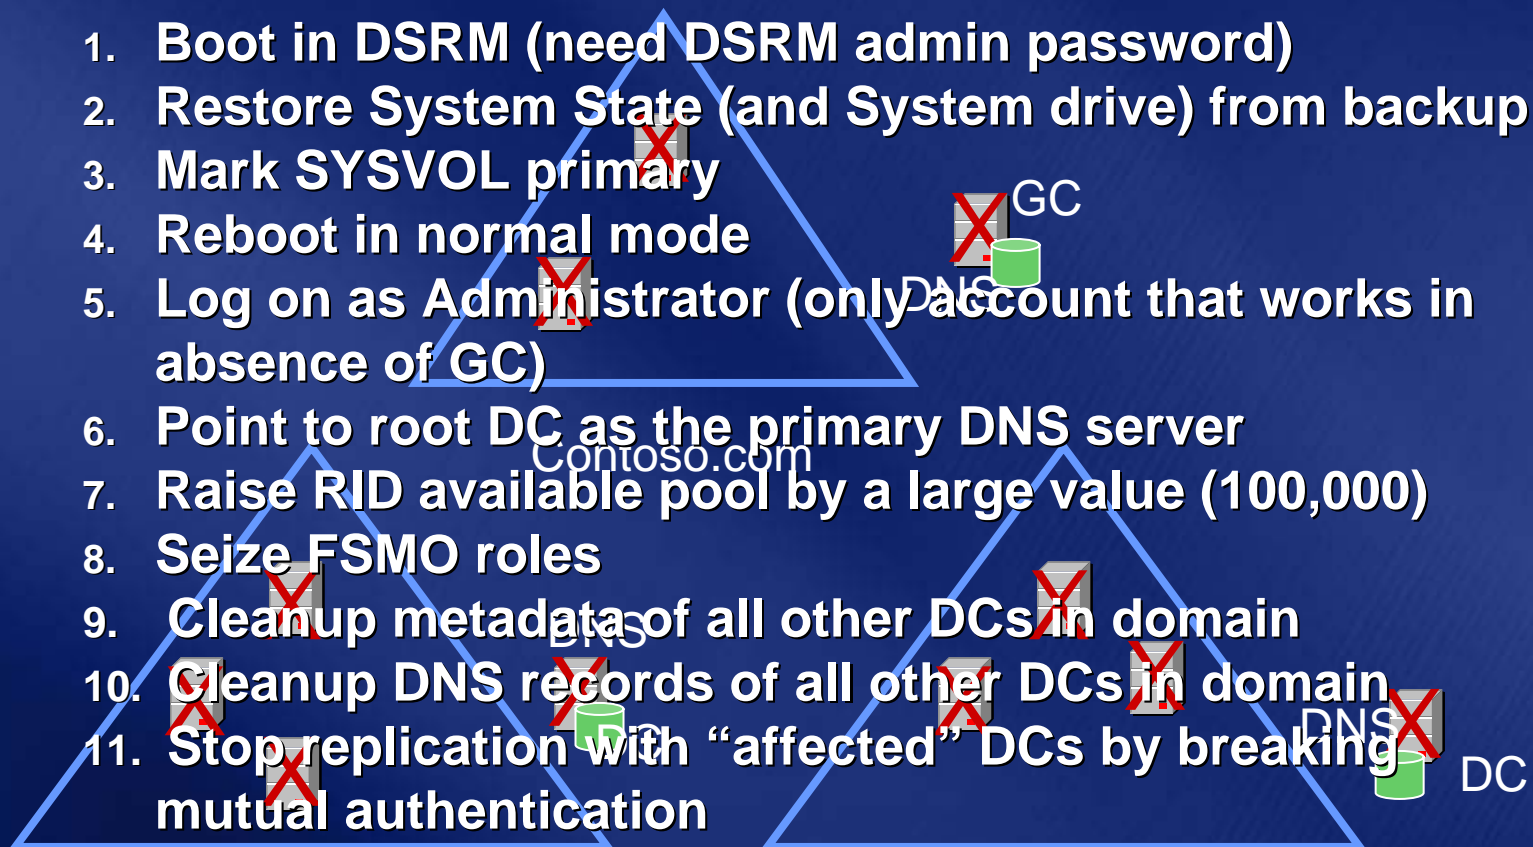 1. Boot in DSRM (need DSRM admin password)
2. Restore System State (and System drive) from backup
3. Mark SYSVOL primary
GC
4. Reboot in normal mode
5. Log on as Administrator (only account that works in
DNS
absence of GC)
6. Point to root DC as the primary DNS server
Contoso.com
7. Raise RID available pool by a large value (100,000)
8. Seize FSMO roles
9. Cleanup metadata of all other DCs in domain
DNS
10. Cleanup DNS records of all other DCs in domain
DNS
11. Stop replication with “affected” DCs by breaking
DC
DC
mutual authentication